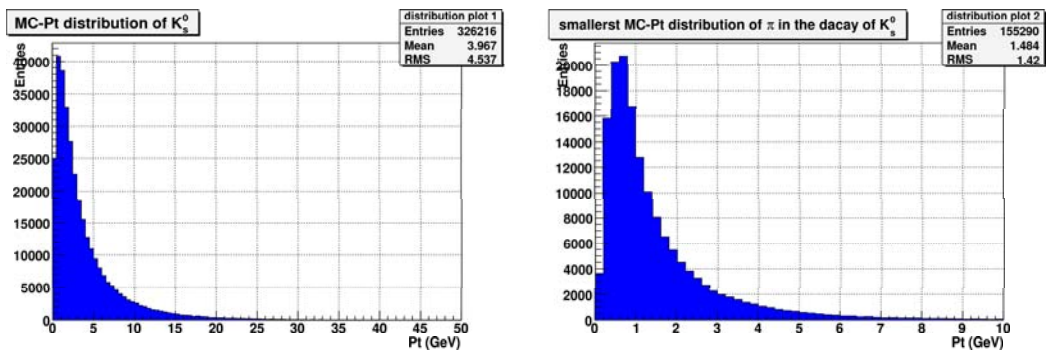 MC-Pt distribution of K⁰ₛ
distribution plot 1
Entries 326216
Mean 3.967
RMS 4.537
Entries
40000
35000
30000
25000
20000
15000
10000
5000
0
0 5 10 15 20 25 30 35 40 45 50
Pt (GeV)
smallerst MC-Pt distribution of π in the dacay of K⁰ₛ
distribution plot 2
Entries 155290
Mean 1.484
RMS 1.42
Entries
20000
18000
16000
14000
12000
10000
8000
6000
4000
2000
0
0 1 2 3 4 5 6 7 8 9 10
Pt (GeV)